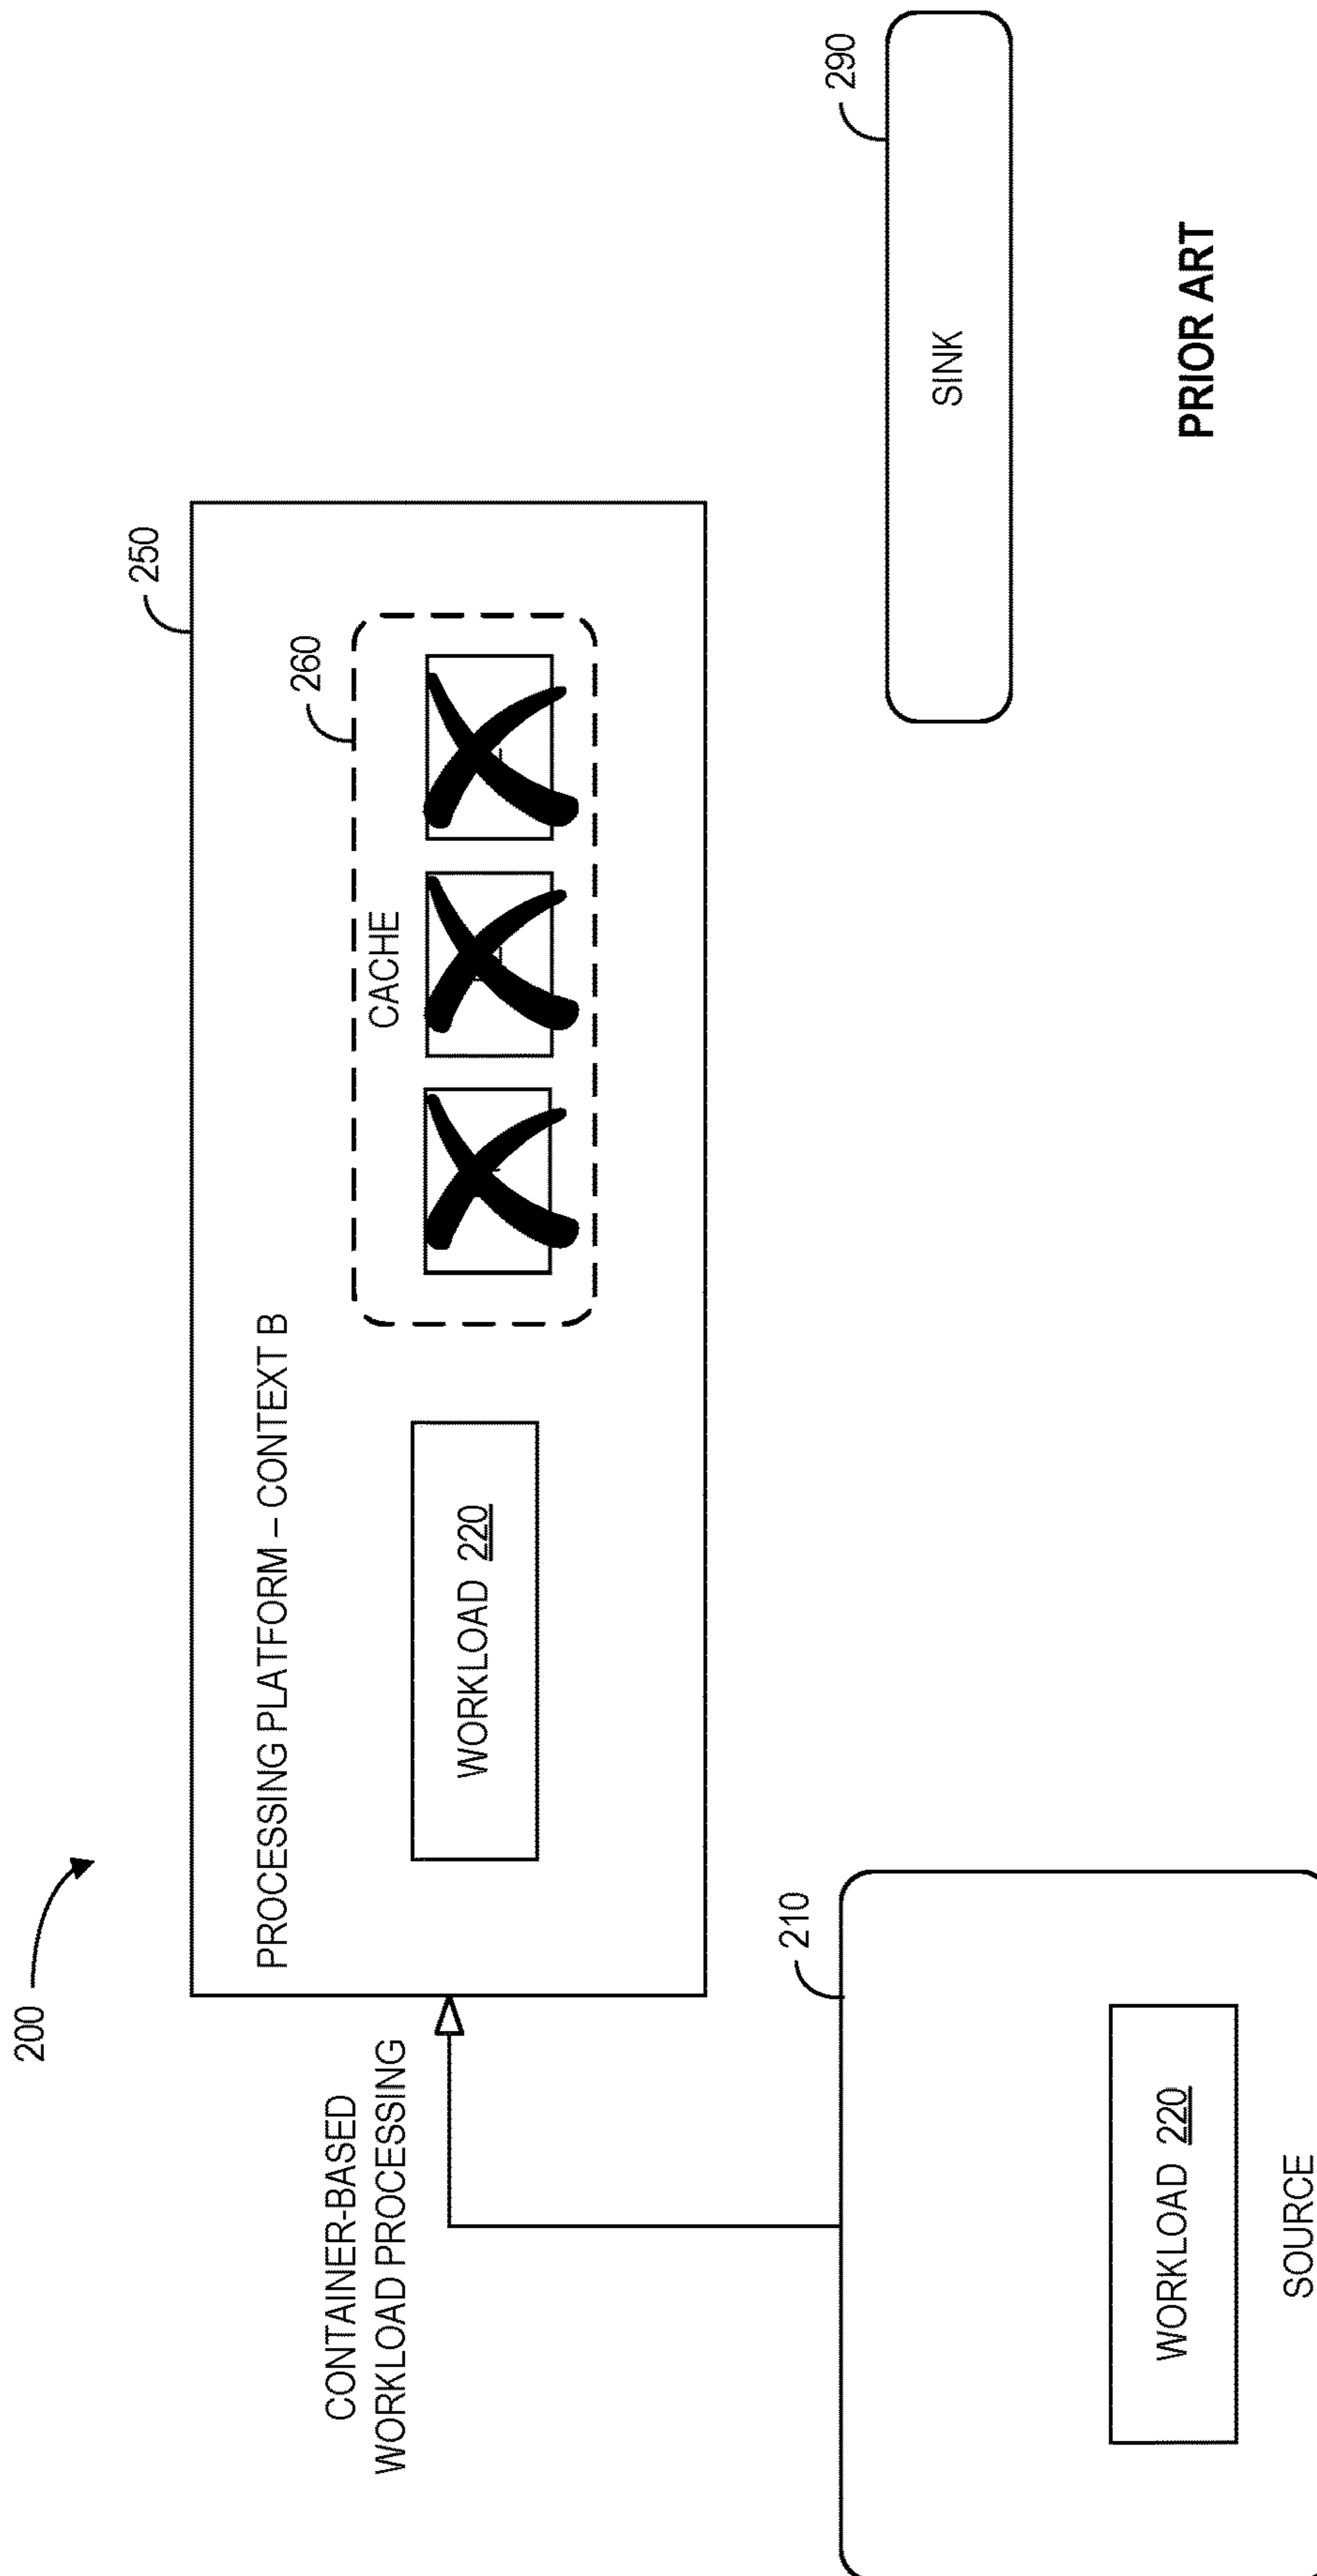 200
250
PROCESSING PLATFORM – CONTEXT B
260
CACHE
WORKLOAD 220
CONTAINER-BASED
WORKLOAD PROCESSING
210
WORKLOAD 220
SOURCE
290
SINK
PRIOR ART